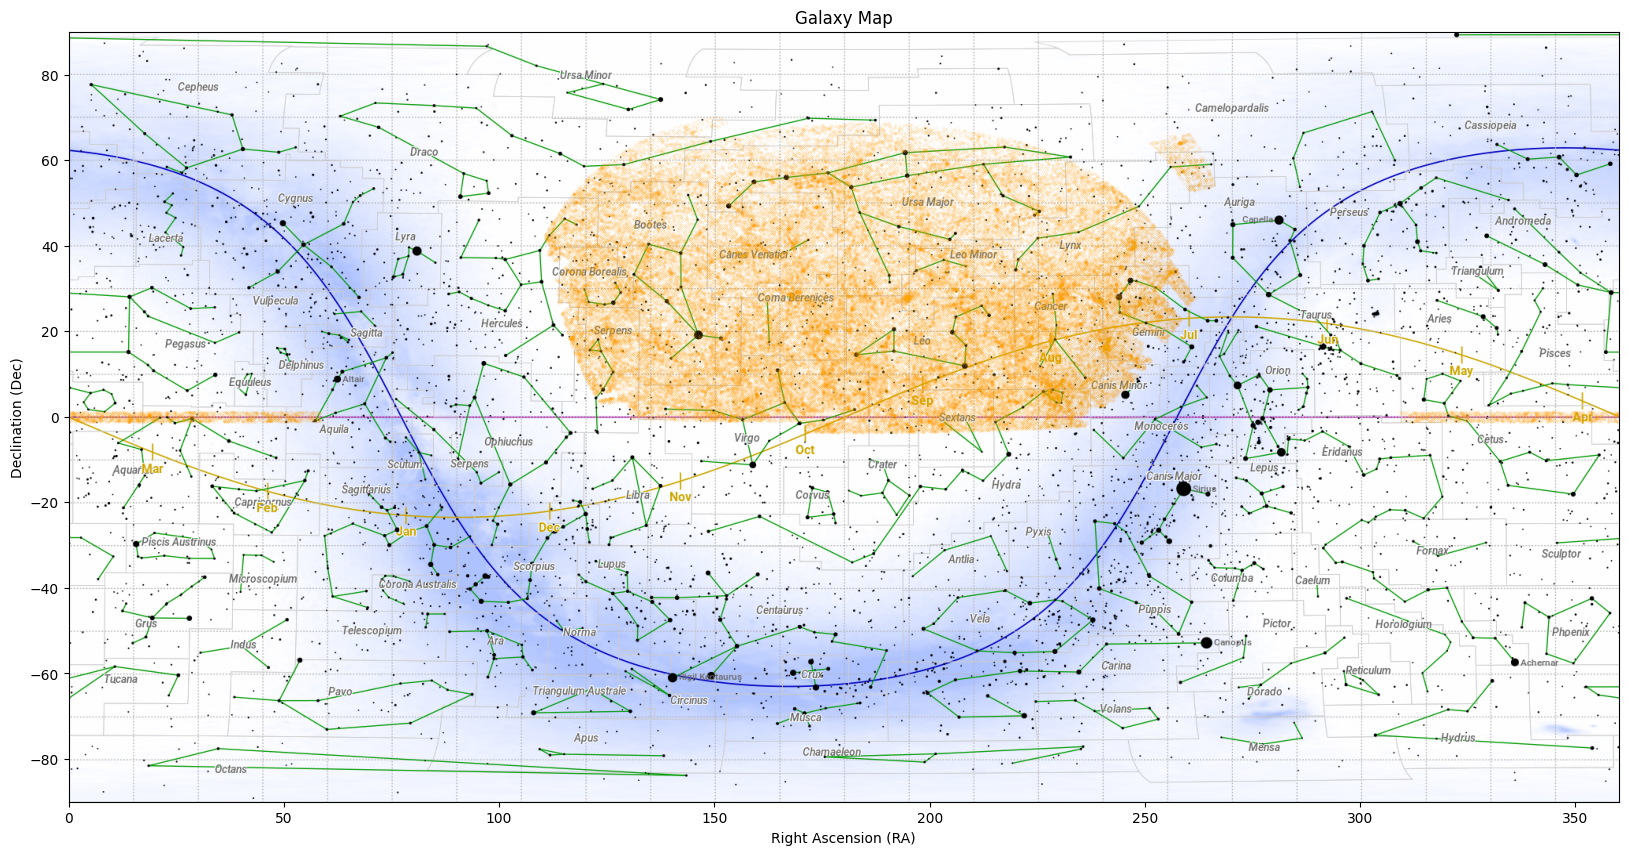 Galaxy Map
Declination (Dec)
80
60
40
20
0
−20
−40
−60
−80
Cepheus
Ursa Minor
Camelopardalis
Cassiopeia
Draco
Cygnus
Ursa Major
Auriga
Perseus
Capella
Andromeda
Boötes
Lacerta
Lyra
Canes Venatici
Leo Minor
Lynx
Corona Borealis
Triangulum
Vulpecula
Coma Berenices
Cancer
Sagitta
Hercules
Serpens
Leo
Gemini
Jul
Taurus
Jun
Aries
Pegasus
Aug
Pisces
Delphinus
Equuleus
Altair
Canis Minor
Orion
May
Sep
Sextans
Apr
Aquila
Ophiuchus
Virgo
Oct
Monoceros
Cetus
Eridanus
Scutum
Serpens
Crater
Lepus
Mar
Hydra
Canis Major
Sirius
Sagittarius
Capricornus
Feb
Libra
Nov
Corvus
Jan
Dec
Pyxis
Piscis Austrinus
Fornax
Sculptor
Antlia
Scorpius
Lupus
Microscopium
Corona Australis
Columba
Caelum
Centaurus
Puppis
Grus
Telescopium
Norma
Vela
Pictor
Horologium
Phoenix
Indus
Ara
Canopus
Carina
Achernar
Tucana
Pavo
Crux
Reticulum
Triangulum Australe
Circinus
Dorado
Musca
Volans
Apus
Chamaeleon
Mensa
Hydrus
Octans
0
50
100
150
200
250
300
350
Right Ascension (RA)